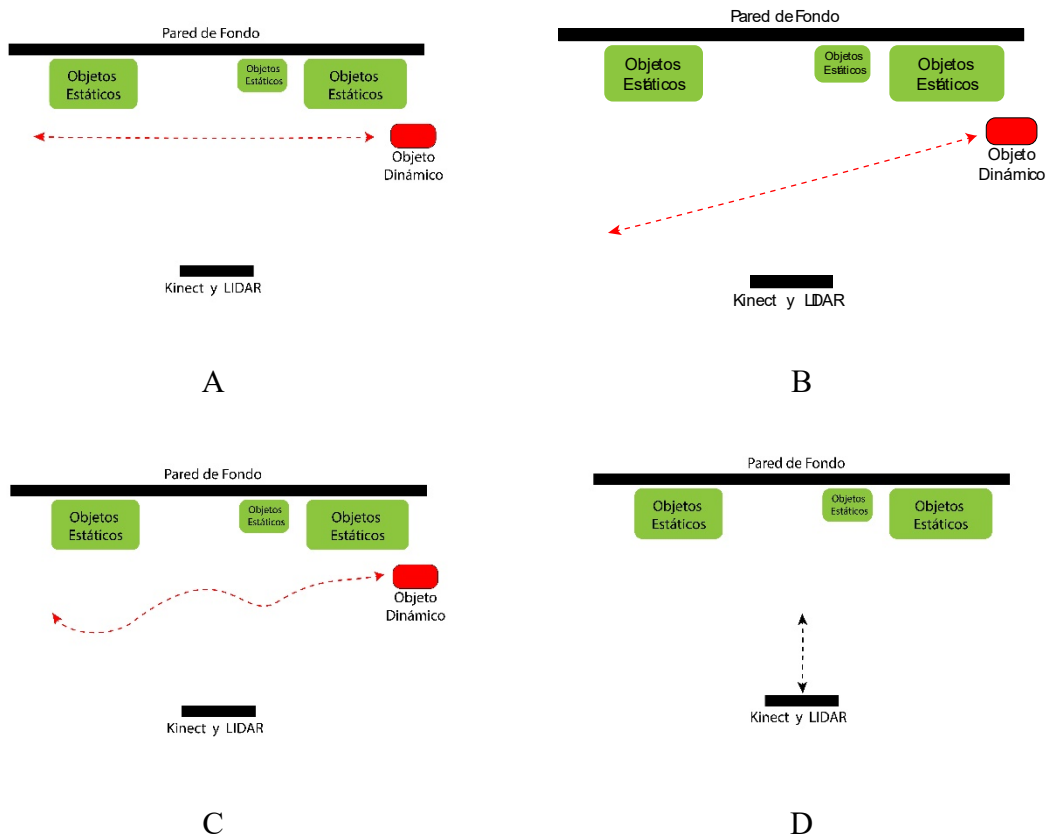 Pared de Fondo
Objetos
Estáticos
Objetos
Estáticos
Objetos
Estáticos
Objeto
Dinámico
Kinect y LIDAR
A
Pared de Fondo
Objetos
Estáticos
Objetos
Estáticos
Objetos
Estáticos
Objeto
Dinámico
Kinect y LIDAR
B
Pared de Fondo
Objetos
Estáticos
Objetos
Estáticos
Objetos
Estáticos
Objeto
Dinámico
Kinect y LIDAR
C
Pared de Fondo
Objetos
Estáticos
Objetos
Estáticos
Objetos
Estáticos
Kinect y LIDAR
D